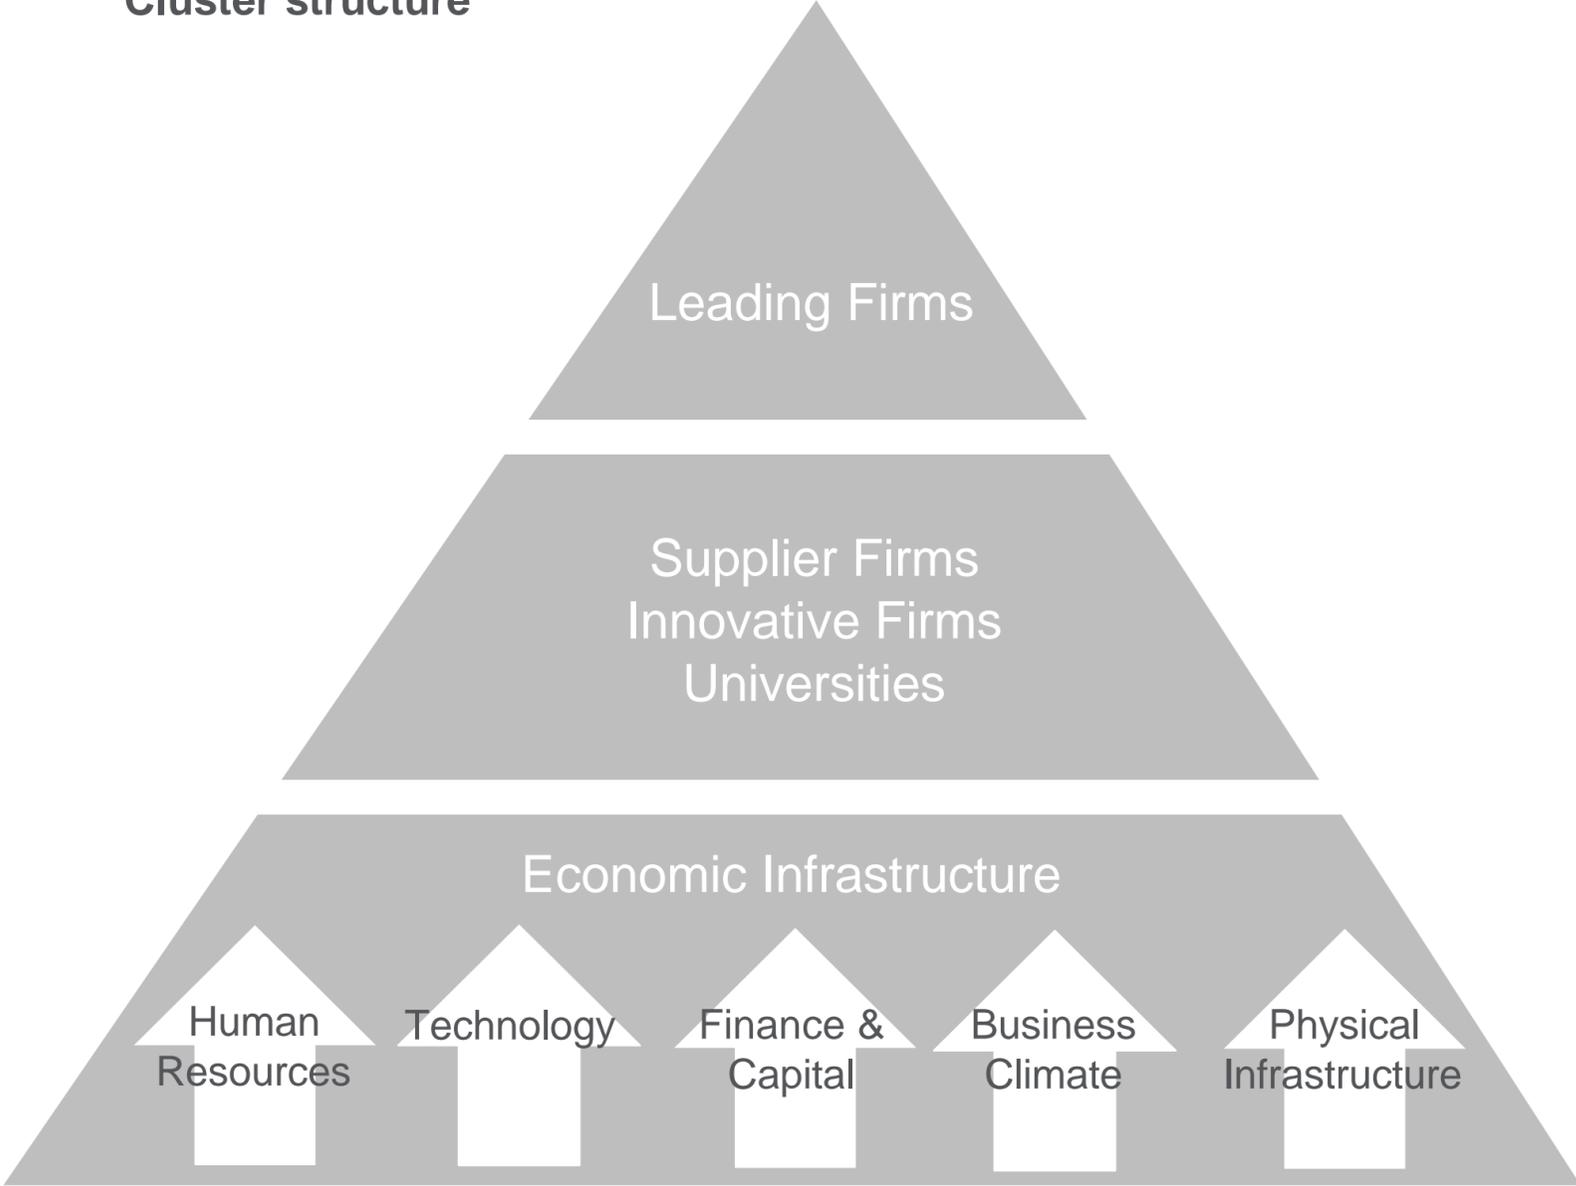 Cluster structure
Leading Firms
Supplier Firms
Innovative Firms
Universities
Economic Infrastructure
Human
Resources
Technology
Finance &
Capital
Business
Climate
Physical
Infrastructure